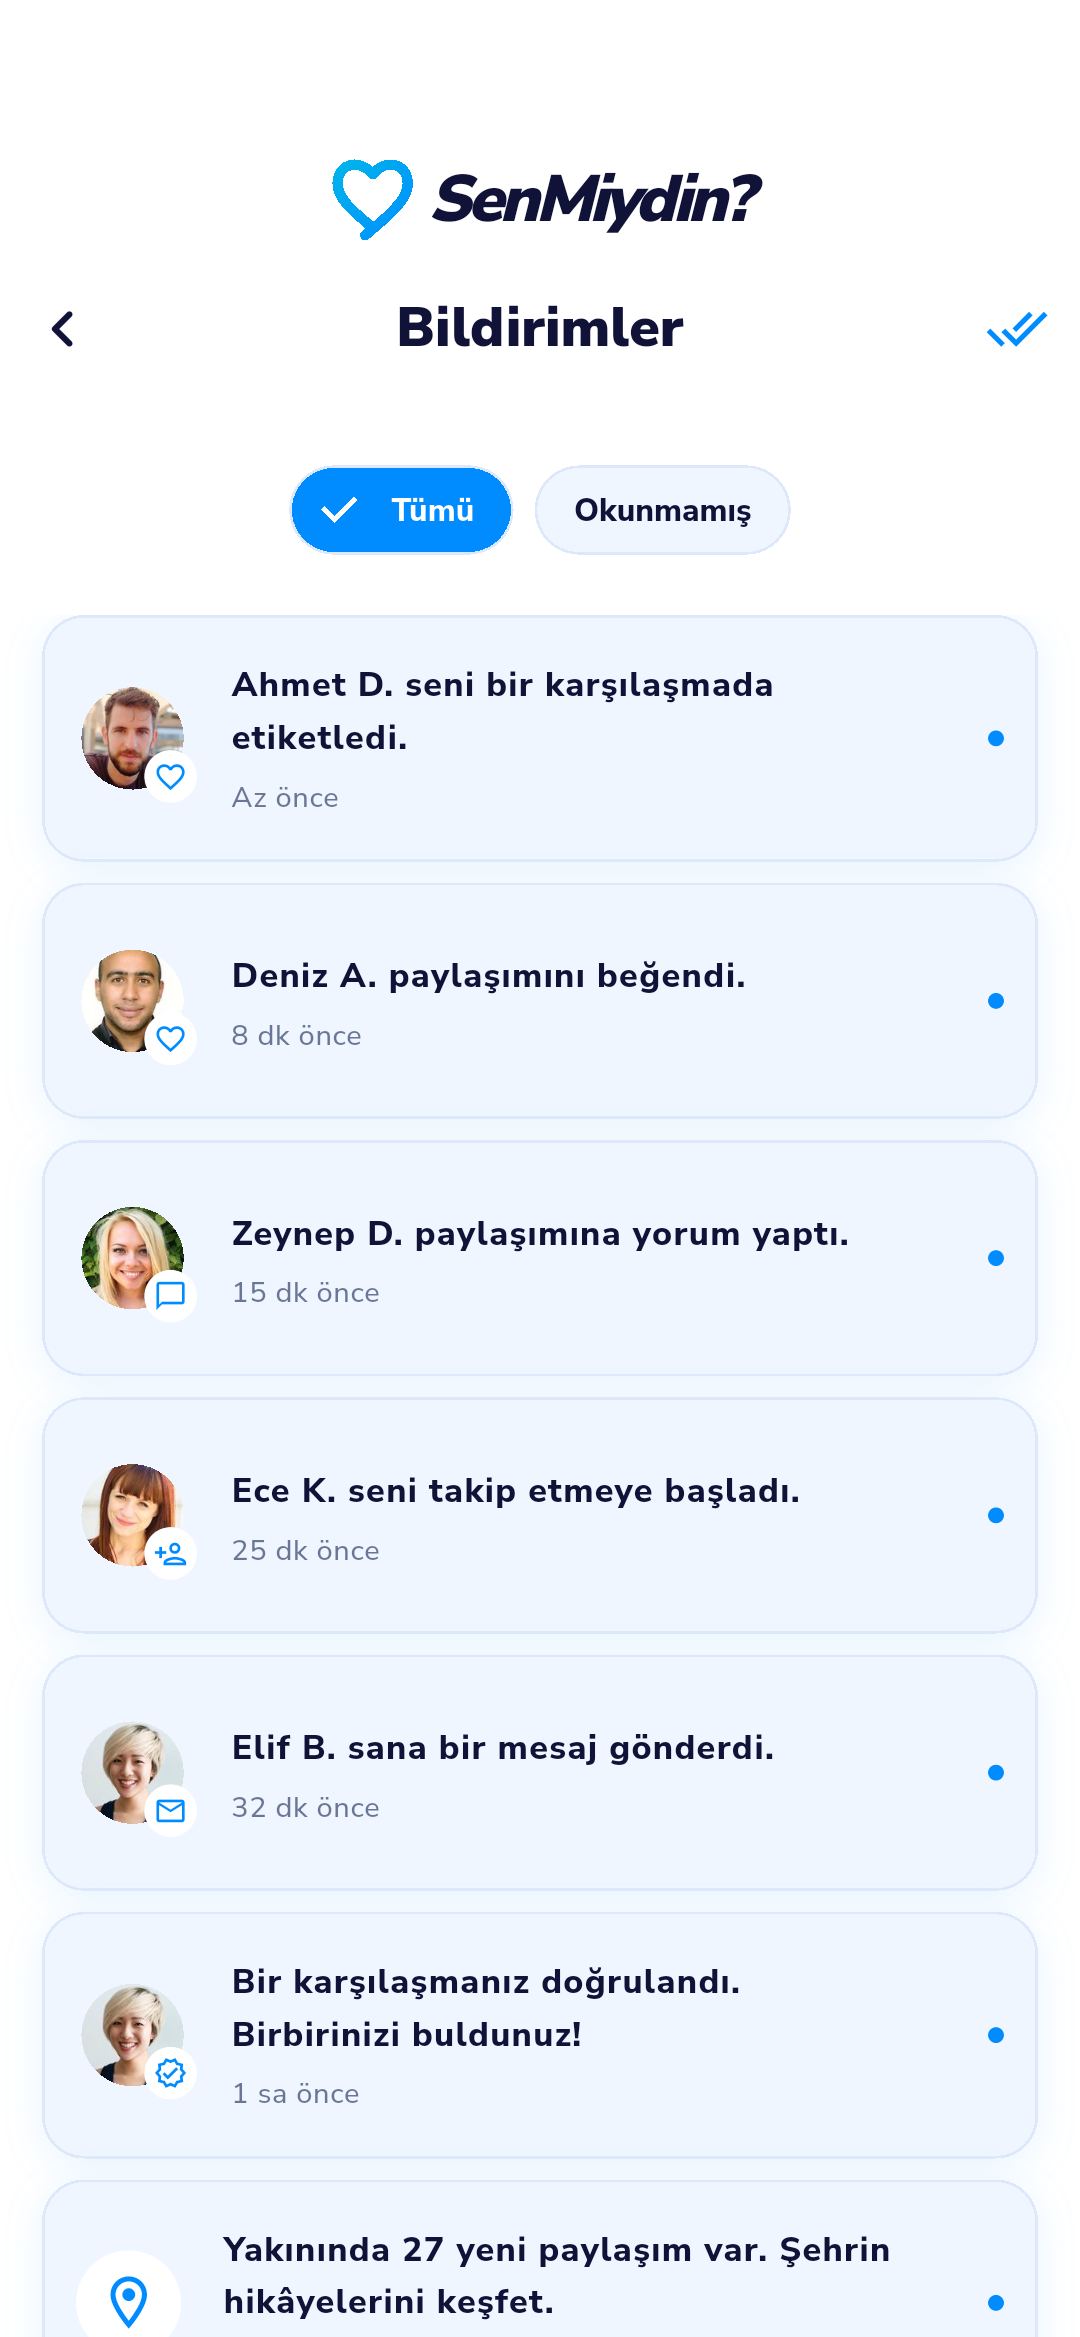 SenMiydin?
Bildirimler
Tümü
Okunmamış
Ahmet D. seni bir karşılaşmada
etiketledi.
Az önce
Deniz A. paylaşımını beğendi.
8 dk önce
Zeynep D. paylaşımına yorum yaptı.
15 dk önce
Ece K. seni takip etmeye başladı.
25 dk önce
Elif B. sana bir mesaj gönderdi.
32 dk önce
Bir karşılaşmanız doğrulandı.
Birbirinizi buldunuz!
1 sa önce
Yakınında 27 yeni paylaşım var. Şehrin
hikâyelerini keşfet.